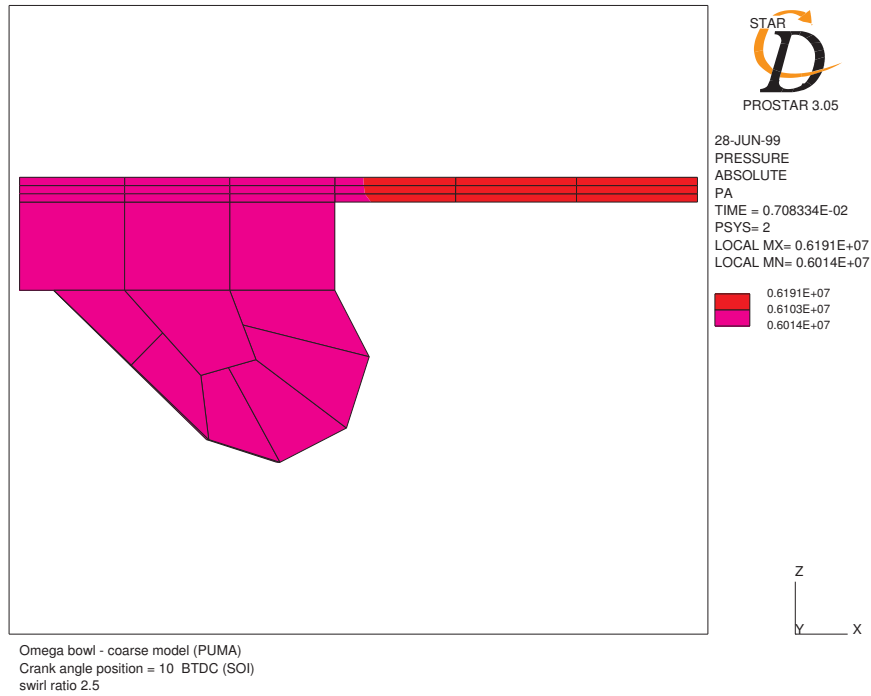 STAR
D
PROSTAR 3.05
28-JUN-99
PRESSURE
ABSOLUTE
PA
TIME = 0.708334E-02
PSYS= 2
LOCAL MX= 0.6191E+07
LOCAL MN= 0.6014E+07
0.6191E+07
0.6103E+07
0.6014E+07
Z
Y X
Omega bowl - coarse model (PUMA)
Crank angle position = 10 BTDC (SOI)
swirl ratio 2.5